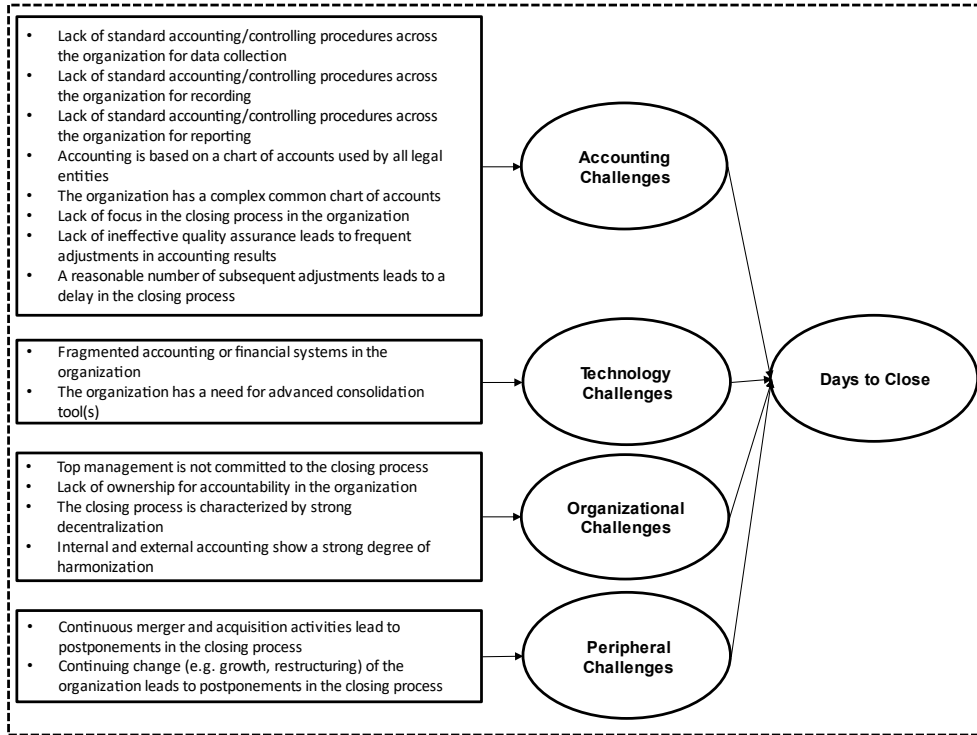 • Lack of standard accounting/controlling procedures across
the organization for data collection
• Lack of standard accounting/controlling procedures across
the organization for recording
• Lack of standard accounting/controlling procedures across
the organization for reporting
• Accounting is based on a chart of accounts used by all legal
entities
• The organization has a complex common chart of accounts
• Lack of focus in the closing process in the organization
• Lack of ineffective quality assurance leads to frequent
adjustments in accounting results
• A reasonable number of subsequent adjustments leads to a
delay in the closing process
Accounting
Challenges
• Fragmented accounting or financial systems in the
organization
• The organization has a need for advanced consolidation
tool(s)
Technology
Challenges
Days to Close
• Top management is not committed to the closing process
• Lack of ownership for accountability in the organization
• The closing process is characterized by strong
decentralization
• Internal and external accounting show a strong degree of
harmonization
Organizational
Challenges
• Continuous merger and acquisition activities lead to
postponements in the closing process
• Continuing change (e.g. growth, restructuring) of the
organization leads to postponements in the closing process
Peripheral
Challenges